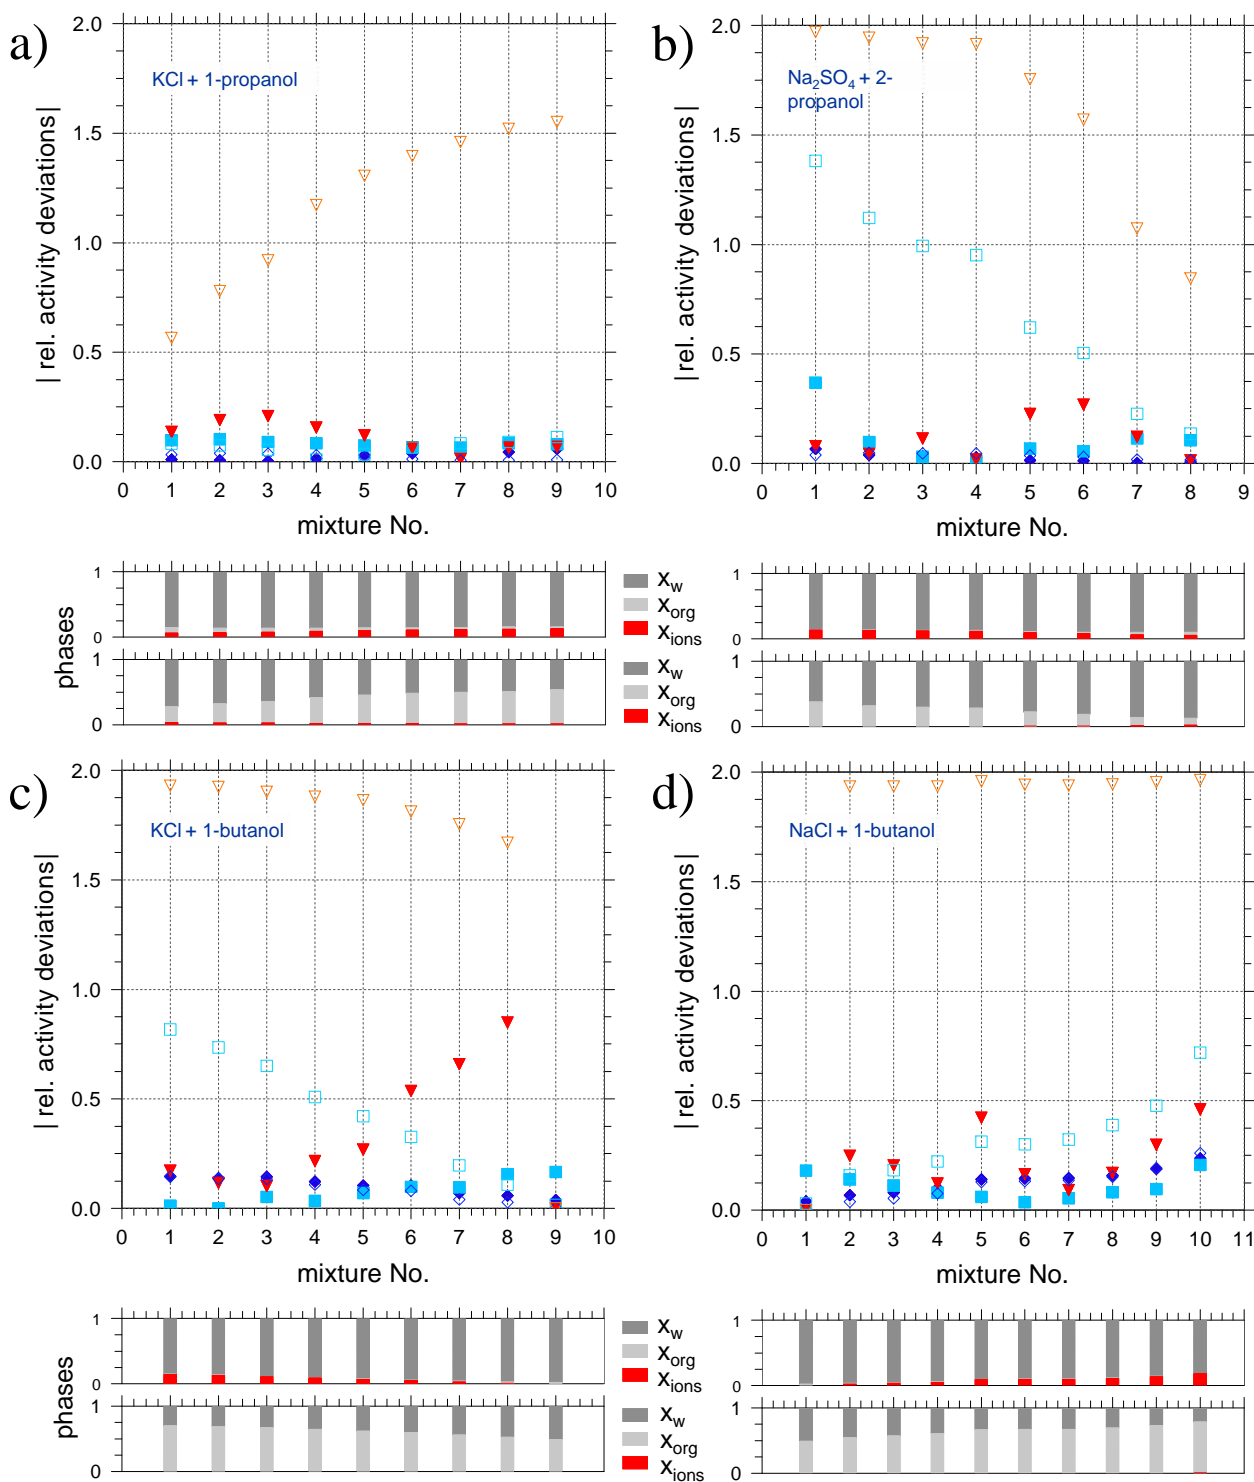 a)
KCl + 1-propanol
| rel. activity deviations|
2.0
1.5
1.0
0.5
0.0
0 1 2 3 4 5 6 7 8 9 10
mixture No.
b)
Na2SO4 + 2-
propanol
|rel. activity deviations|
2.0
1.5
1.0
0.5
0.0
0 1 2 3 4 5 6 7 8 9
mixture No.
phases
1
0
1
0
xw
xorg
xions
xw
xorg
xions
1
0
1
0
c)
KCl + 1-butanol
| rel. activity deviations|
2.0
1.5
1.0
0.5
0.0
0 1 2 3 4 5 6 7 8 9 10
mixture No.
d)
NaCl + 1-butanol
|rel. activity deviations|
2.0
1.5
1.0
0.5
0.0
0 1 2 3 4 5 6 7 8 9 10 11
mixture No.
phases
1
0
1
0
xw
xorg
xions
xw
xorg
xions
1
0
1
0